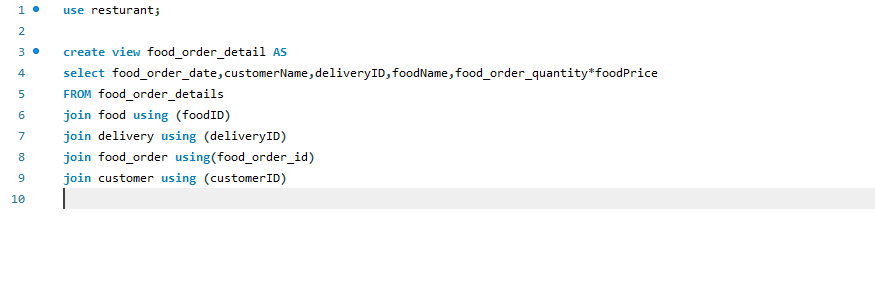 1 use resturant;
2
3 create view food_order_detail AS
4 select food_order_date,customerName,deliveryID,foodName,food_order_quantity*foodPrice
5 FROM food_order_details
6 join food using (foodID)
7 join delivery using (deliveryID)
8 join food_order using(food_order_id)
9 join customer using (customerID)
10